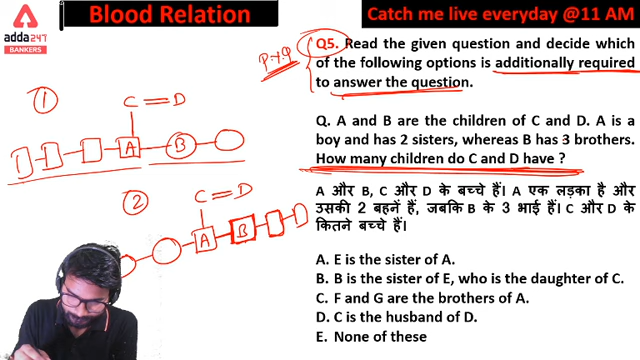 Blood Relation
Catch me live everyday @11 AM
adda247
BANKERS
P-I-Q
Q5. Read the given question and decide which
of the following options is additionally required
to answer the question.
Q. A and B are the children of C and D. A is a
boy and has 2 sisters, whereas B has 3 brothers.
How many children do C and D have ?
A और B, C और D के बच्चे हैं। A एक लड़का है और
उसकी 2 बहनें हैं, जबकि B के 3 भाई हैं। C और D के
कितने बच्चे हैं।
A. E is the sister of A.
B. B is the sister of E, who is the daughter of C.
C. F and G are the brothers of A.
D. C is the husband of D.
E. None of these
1
C = D
A B
2
C = D
A B